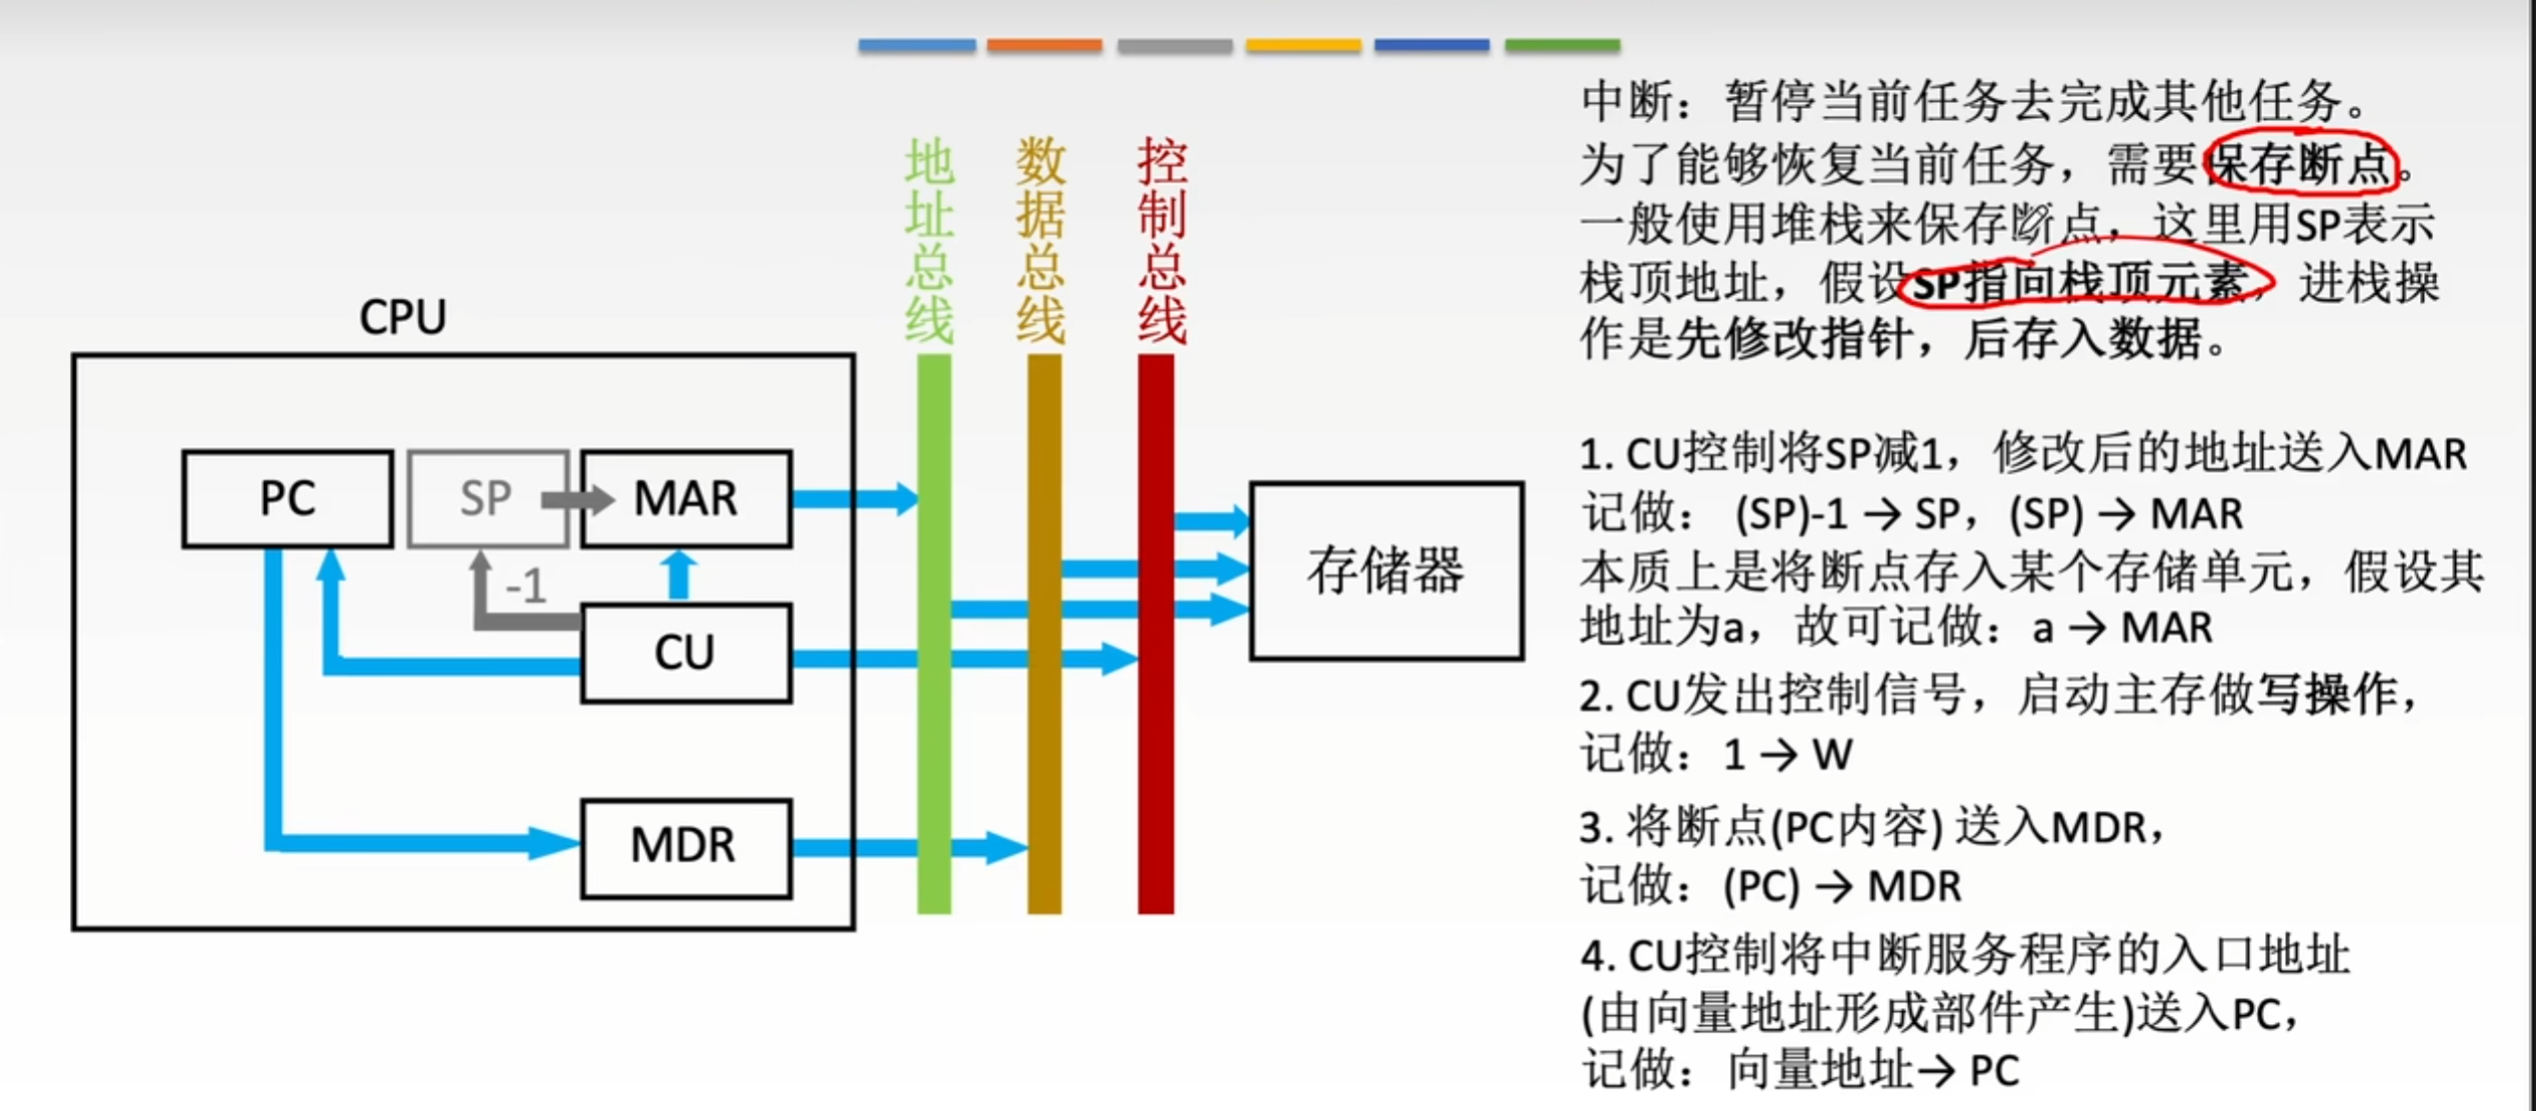 中断：暂停当前任务去完成其他任务。
为了能够恢复当前任务，需要保存断点。
一般使用堆栈来保存断点，这里用SP表示
栈顶地址，假设SP指向栈顶元素，进栈操
作是先修改指针，后存入数据。
1. CU控制将SP减1，修改后的地址送入MAR
记做： (SP)-1 → SP，(SP) → MAR
本质上是将断点存入某个存储单元，假设其
地址为a，故可记做：a → MAR
2. CU发出控制信号，启动主存做写操作，
记做：1 → W
3. 将断点(PC内容) 送入MDR，
记做：(PC) → MDR
4. CU控制将中断服务程序的入口地址
(由向量地址形成部件产生)送入PC，
记做：向量地址→ PC
地址总线
数据总线
控制总线
CPU
PC
SP
MAR
-1
CU
MDR
存储器